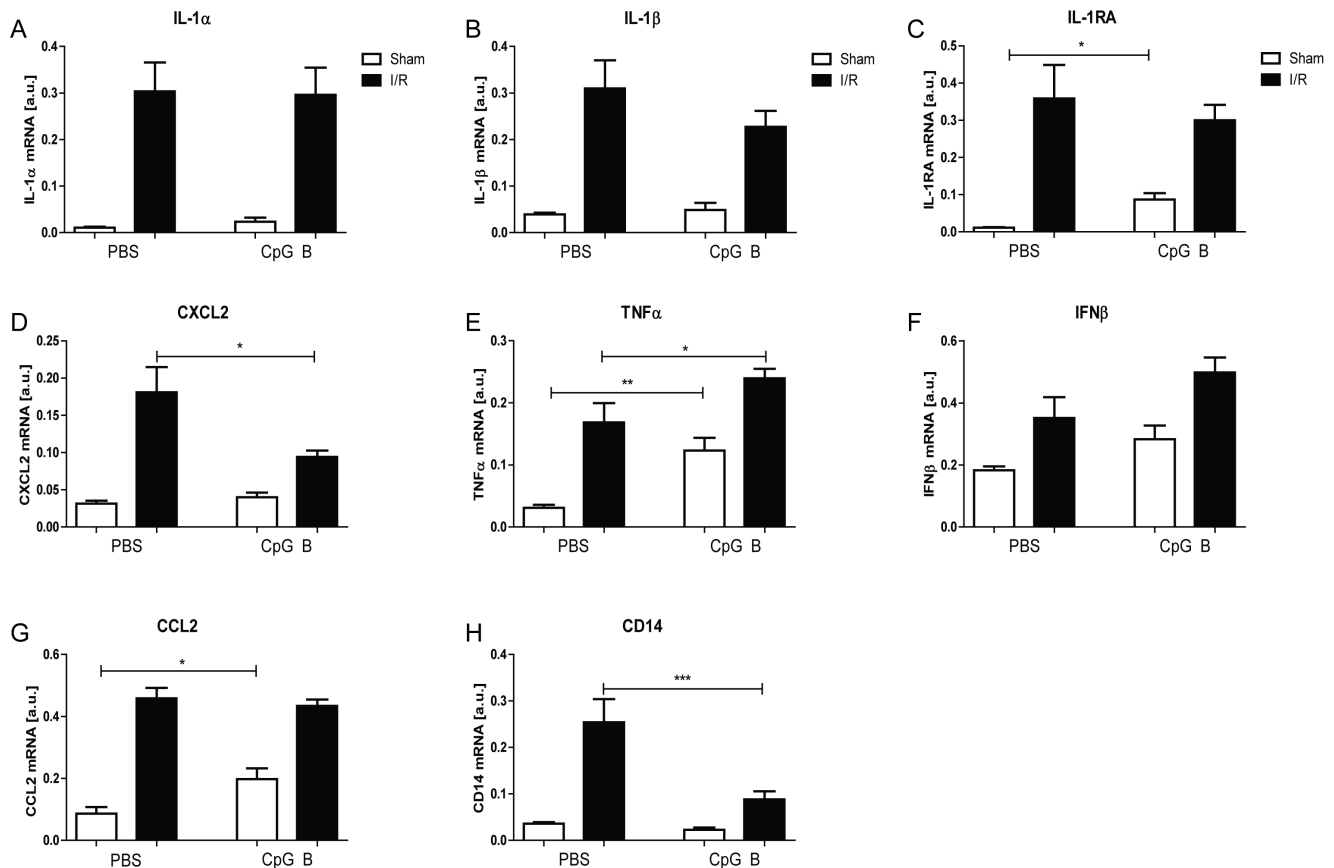 A
IL-1α
IL-1α mRNA [a.u.]
0.4
0.3
0.2
0.1
0.0
PBS
CpG B
Sham
I/R
B
IL-1β
IL-1β mRNA [a.u.]
0.4
0.3
0.2
0.1
0.0
PBS
CpG B
Sham
I/R
C
IL-1RA
IL-1RA mRNA [a.u.]
0.5
0.4
0.3
0.2
0.1
0.0
*
PBS
CpG B
Sham
I/R
D
CXCL2
CXCL2 mRNA [a.u.]
0.25
0.20
0.15
0.10
0.05
0.00
*
PBS
CpG B
E
TNFα
TNFα mRNA [a.u.]
0.3
0.2
0.1
0.0
*
**
PBS
CpG B
F
IFNβ
IFNβ mRNA [a.u.]
0.6
0.4
0.2
0.0
PBS
CpG B
G
CCL2
CCL2 mRNA [a.u.]
0.6
0.4
0.2
0.0
*
PBS
CpG B
H
CD14
CD14 mRNA [a.u.]
0.4
0.3
0.2
0.1
0.0
***
PBS
CpG B